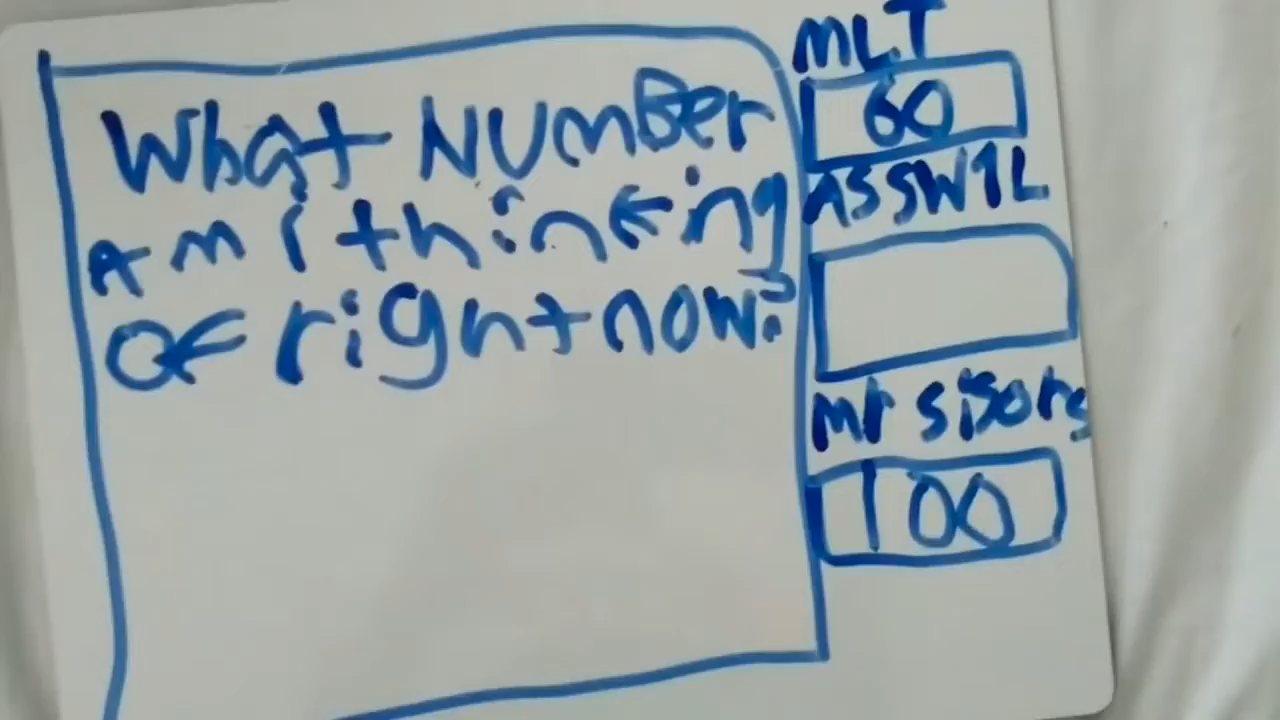 What NUmBer
Am i thinking
OF right now?
MLT
60
ASSW1L
mr sisors
100